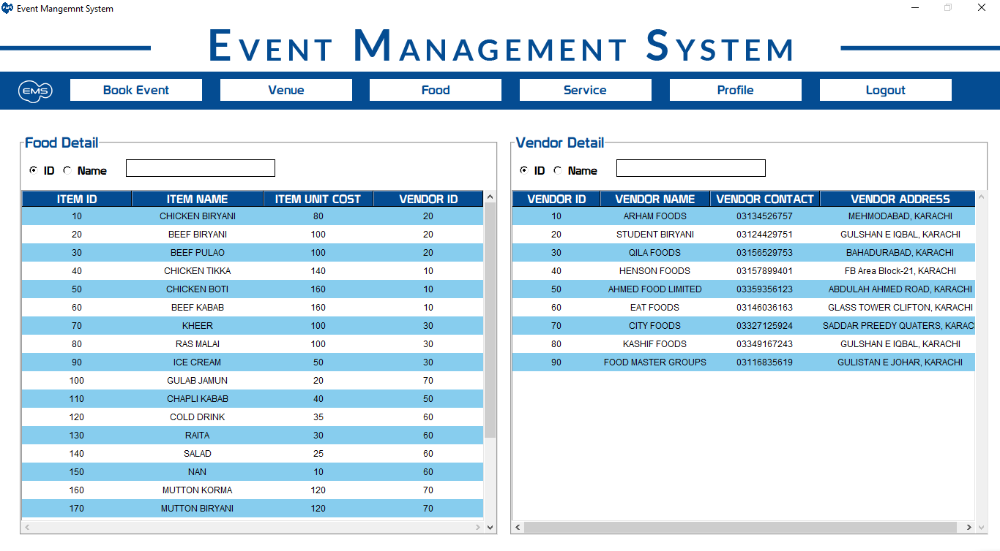 Event Mangemnt System
EVENT MANAGEMENT SYSTEM
EMS Book Event Venue Food Service Profile Logout
Food Detail
ID Name
ITEM ID ITEM NAME ITEM UNIT COST VENDOR ID
10 CHICKEN BIRYANI 80 20
20 BEEF BIRYANI 100 20
30 BEEF PULAO 100 20
40 CHICKEN TIKKA 140 10
50 CHICKEN BOTI 160 10
60 BEEF KABAB 160 10
70 KHEER 100 30
80 RAS MALAI 100 30
90 ICE CREAM 50 30
100 GULAB JAMUN 20 70
110 CHAPLI KABAB 40 50
120 COLD DRINK 35 60
130 RAITA 30 60
140 SALAD 25 60
150 NAN 10 60
160 MUTTON KORMA 120 70
170 MUTTON BIRYANI 120 70
Vendor Detail
ID Name
VENDOR ID VENDOR NAME VENDOR CONTACT VENDOR ADDRESS
10 ARHAM FOODS 03134526757 MEHMODABAD, KARACHI
20 STUDENT BIRYANI 03124429751 GULSHAN E IQBAL, KARACHI
30 QILA FOODS 03156529753 BAHADURABAD, KARACHI
40 HENSON FOODS 03157899401 FB Area Block-21, KARACHI
50 AHMED FOOD LIMITED 03359356123 ABDULAH AHMED ROAD, KARACHI
60 EAT FOODS 03146036163 GLASS TOWER CLIFTON, KARACHI
70 CITY FOODS 03327125924 SADDAR PREEDY QUATERS, KARAC
80 KASHIF FOODS 03349167243 GULSHAN E IQBAL, KARACHI
90 FOOD MASTER GROUPS 03116835619 GULISTAN E JOHAR, KARACHI